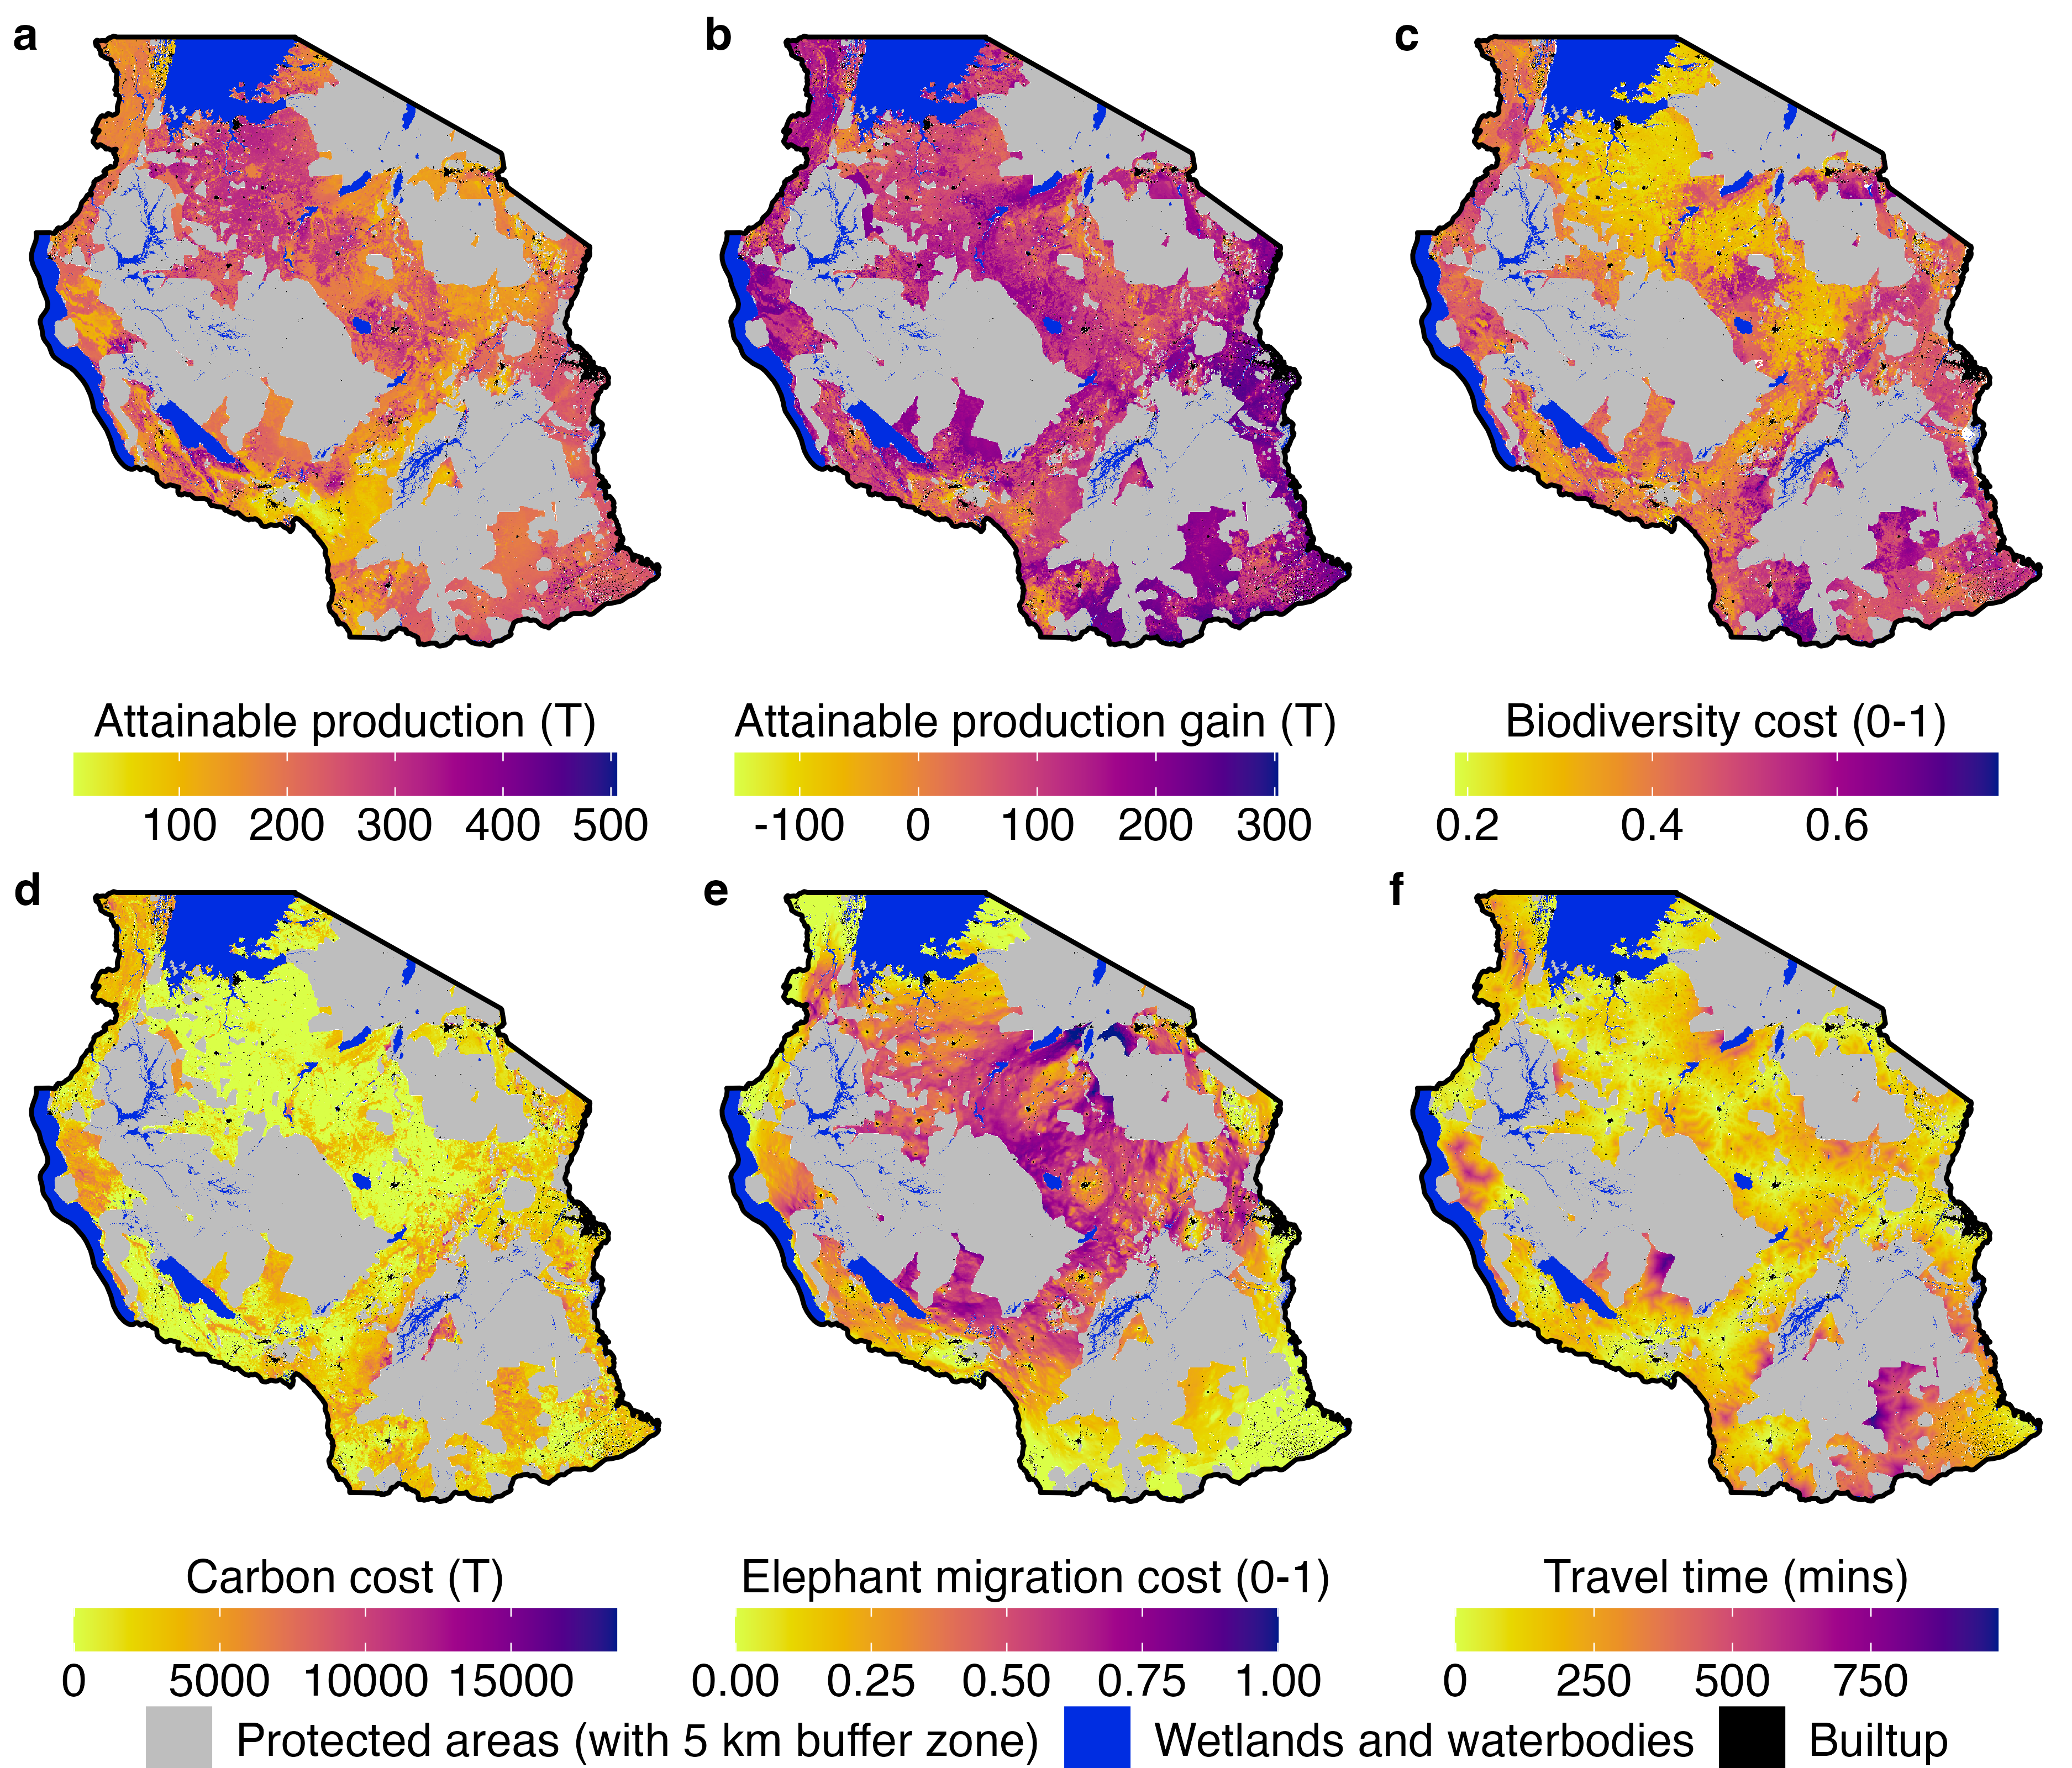 a
b
c
Attainable production (T)
100 200 300 400 500
Attainable production gain (T)
-100 0 100 200 300
Biodiversity cost (0-1)
0.2 0.4 0.6
d
e
f
Carbon cost (T)
0 5000 10000 15000
Elephant migration cost (0-1)
0.00 0.25 0.50 0.75 1.00
Travel time (mins)
0 250 500 750
Protected areas (with 5 km buffer zone)
Wetlands and waterbodies
Builtup